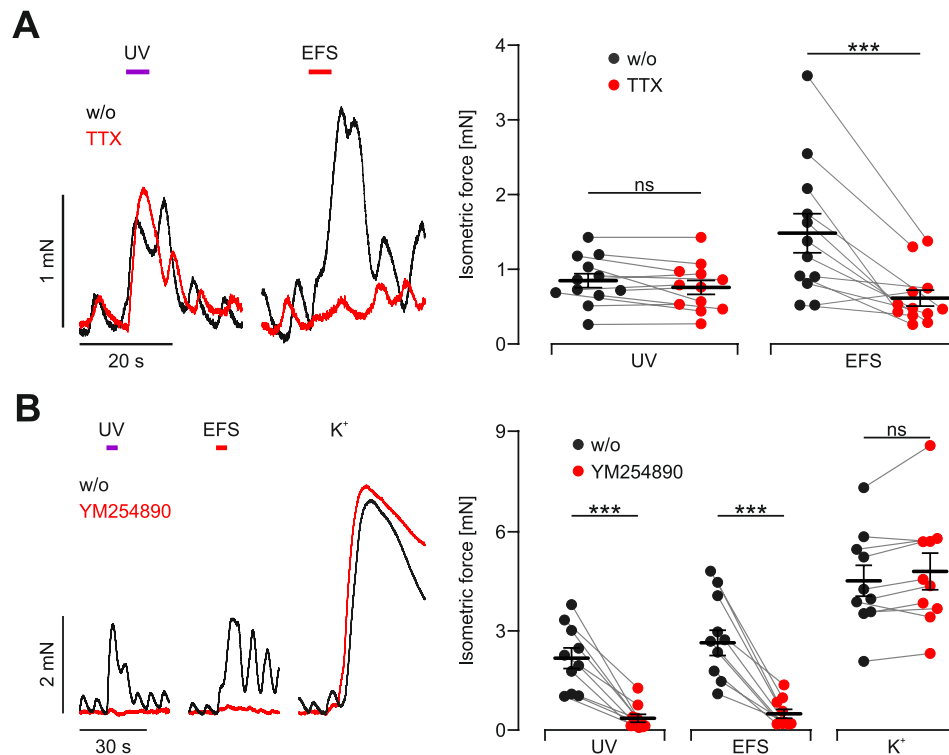 A
UV
EFS
w/o
TTX
1 mN
20 s
Isometric force [mN]
4
3
2
1
0
w/o
TTX
ns
***
UV
EFS
B
UV
EFS
K⁺
w/o
YM254890
2 mN
30 s
Isometric force [mN]
9
6
3
0
w/o
YM254890
***
***
ns
UV
EFS
K⁺